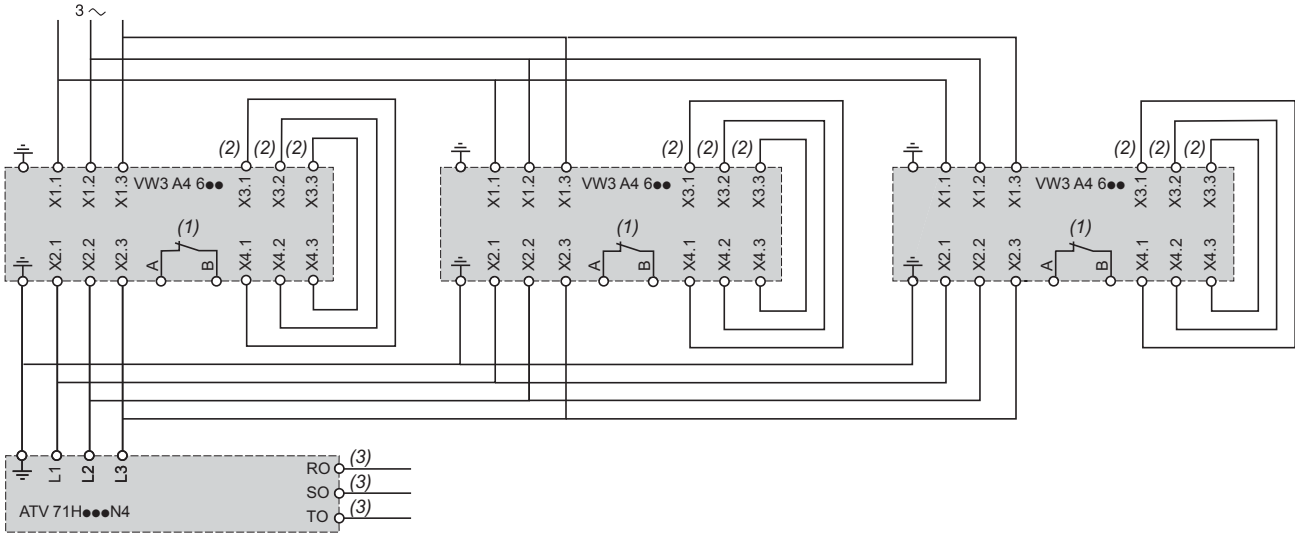 3 ∼
(2) (2) (2)
(2) (2) (2)
(2) (2) (2)
X1.1 X1.2 X1.3 VW3 A4 6●● X3.1 X3.2 X3.3
X1.1 X1.2 X1.3 VW3 A4 6●● X3.1 X3.2 X3.3
X1.1 X1.2 X1.3 VW3 A4 6●● X3.1 X3.2 X3.3
(1)
(1)
(1)
X2.1 X2.2 X2.3 A B X4.1 X4.2 X4.3
X2.1 X2.2 X2.3 A B X4.1 X4.2 X4.3
X2.1 X2.2 X2.3 A B X4.1 X4.2 X4.3
L1 L2 L3
RO (3)
SO (3)
TO (3)
ATV 71H●●●N4